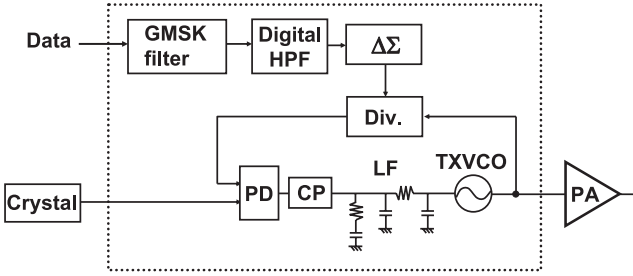 Data
GMSK
filter
Digital
HPF
ΔΣ
Div.
LF
TXVCO
PD
CP
Crystal
PA